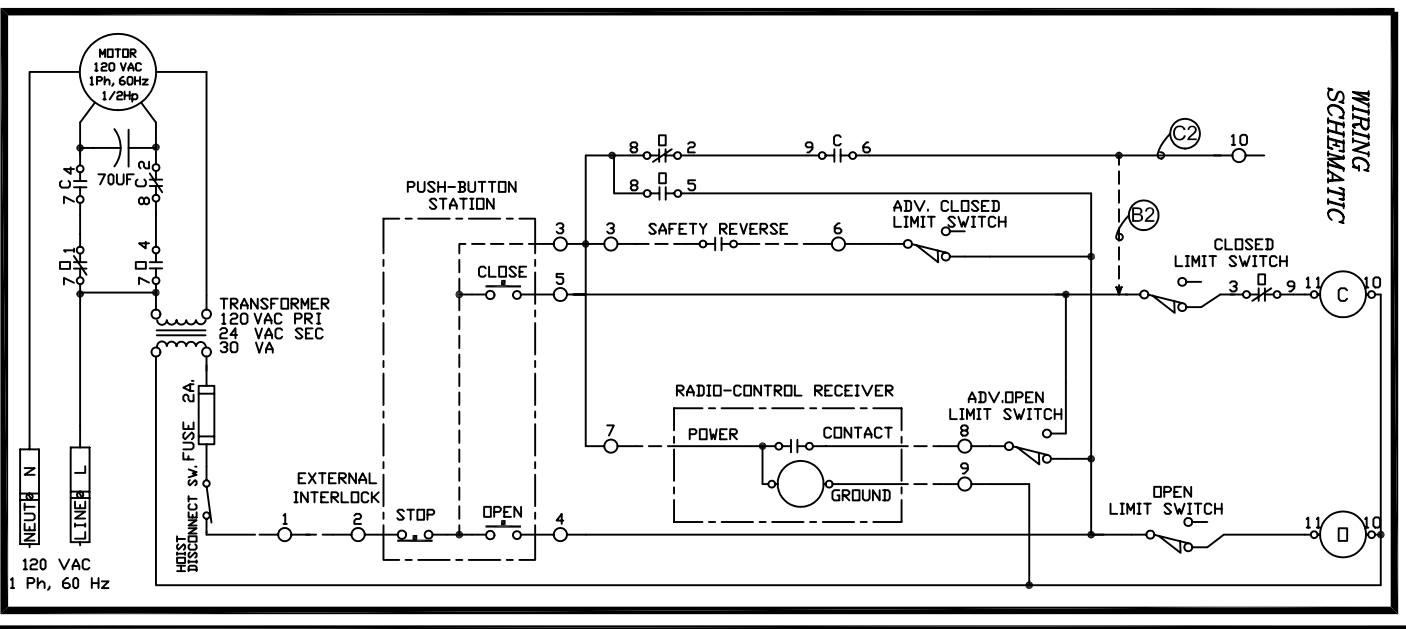 MOTOR
120 VAC
1Ph, 60Hz
1/2Hp
WIRING
SCHEMATIC
C2
10
8 O 2
9 C 6
7 C 4
70UF
8 C 2
8 O 5
PUSH-BUTTON
STATION
ADV. CLOSED
LIMIT SWITCH
B2
3
3
SAFETY REVERSE
6
7 O 1
7 O 4
CLOSE
5
CLOSED
LIMIT SWITCH
3 O 9
11
C
10
TRANSFORMER
120 VAC PRI
24 VAC SEC
30 VA
RADIO-CONTROL RECEIVER
ADV.OPEN
LIMIT SWITCH
FUSE 2A.
7
POWER
CONTACT
8
9
GROUND
NEUT N
LINE L
HOIST
DISCONNECT SW.
EXTERNAL
INTERLOCK
1
2
STOP
OPEN
4
OPEN
LIMIT SWITCH
11
O
10
120 VAC
1 Ph, 60 Hz